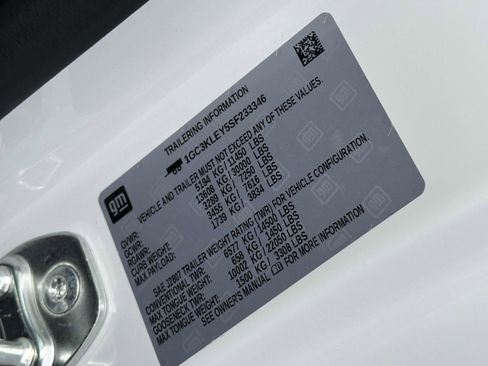 TRAILERING INFORMATION
1GC3KLEY5SF233346
gm
VEHICLE AND TRAILER MUST NOT EXCEED ANY OF THESE VALUES.
GVWR: 5194 KG / 11450 LBS
GCWR: 13608 KG / 30000 LBS
GAWR RR: 3289 KG / 7250 LBS
CURB WGT: 3455 KG / 7616 LBS
MAX PAYLOAD: 1739 KG / 3834 LBS
SAE J2807 TRAILER WEIGHT RATING (TWR) FOR VEHICLE CONFIGURATION.
CONVENTIONAL TWR: 6577 KG / 14500 LBS
MAX TONGUE WEIGHT: 658 KG / 1450 LBS
GOOSENECK TWR: 10002 KG / 22050 LBS
MAX TONGUE WEIGHT: 1500 KG / 3308 LBS
SEE OWNER'S MANUAL FOR MORE INFORMATION